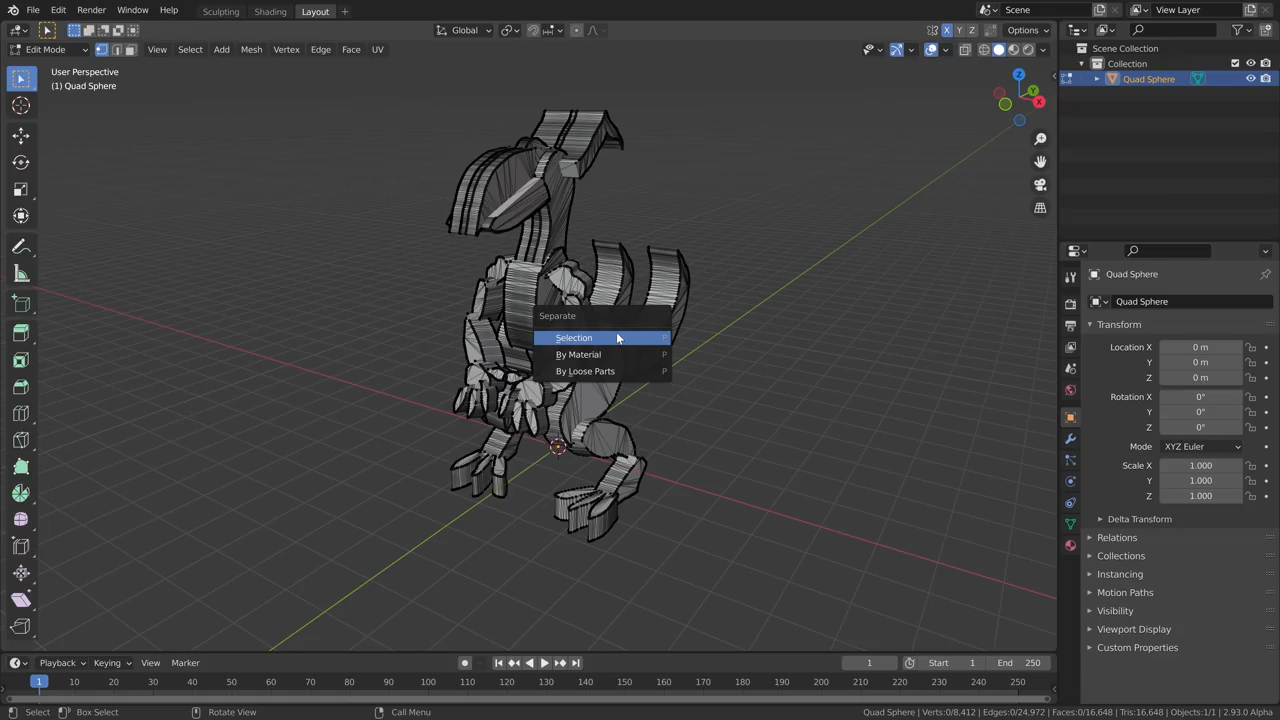 File Edit Render Window Help Sculpting Shading Layout + Scene View Layer
Global X Y Z Options
Edit Mode View Select Add Mesh Vertex Edge Face UV
Scene Collection
Collection
Quad Sphere
User Perspective
(1) Quad Sphere
Z
Y
X
Separate
Selection P
By Material P
By Loose Parts P
Quad Sphere
Quad Sphere
Transform
Location X 0 m
Y 0 m
Z 0 m
Rotation X 0°
Y 0°
Z 0°
Mode XYZ Euler
Scale X 1.000
Y 1.000
Z 1.000
Delta Transform
Relations
Collections
Instancing
Motion Paths
Visibility
Viewport Display
Custom Properties
Playback Keying View Marker 1 Start 1 End 250
1 10 20 30 40 50 60 70 80 90 100 110 120 130 140 150 160 170 180 190 200 210 220 230 240 250
Select Box Select Rotate View Call Menu Quad Sphere | Verts:0/8,412 | Edges:0/24,972 | Faces:0/16,648 | Tris:16,648 | Objects:1/1 | 2.93.0 Alpha